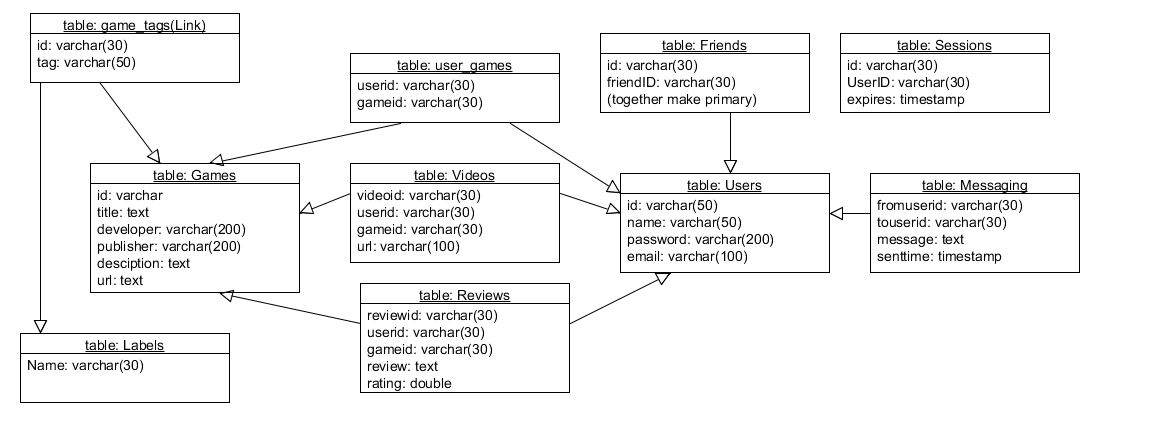 table: game_tags(Link)
id: varchar(30)
tag: varchar(50)
table: user_games
userid: varchar(30)
gameid: varchar(30)
table: Friends
id: varchar(30)
friendID: varchar(30)
(together make primary)
table: Sessions
id: varchar(30)
UserID: varchar(30)
expires: timestamp
table: Games
id: varchar
title: text
developer: varchar(200)
publisher: varchar(200)
desciption: text
url: text
table: Videos
videoid: varchar(30)
userid: varchar(30)
gameid: varchar(30)
url: varchar(100)
table: Users
id: varchar(50)
name: varchar(50)
password: varchar(200)
email: varchar(100)
table: Messaging
fromuserid: varchar(30)
touserid: varchar(30)
message: text
senttime: timestamp
table: Labels
Name: varchar(30)
table: Reviews
reviewid: varchar(30)
userid: varchar(30)
gameid: varchar(30)
review: text
rating: double